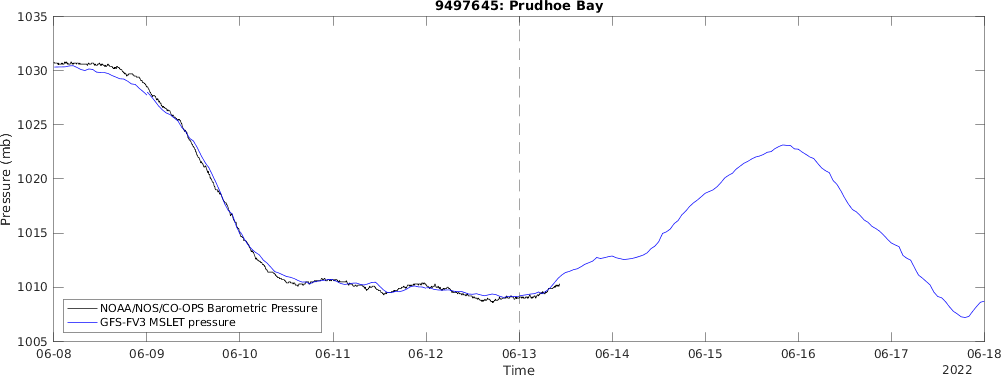 9497645: Prudhoe Bay
1035
1030
1025
1020
1015
1010
1005
Pressure (mb)
NOAA/NOS/CO-OPS Barometric Pressure
GFS-FV3 MSLET pressure
06-08 06-09 06-10 06-11 06-12 06-13 06-14 06-15 06-16 06-17 06-18
Time
2022